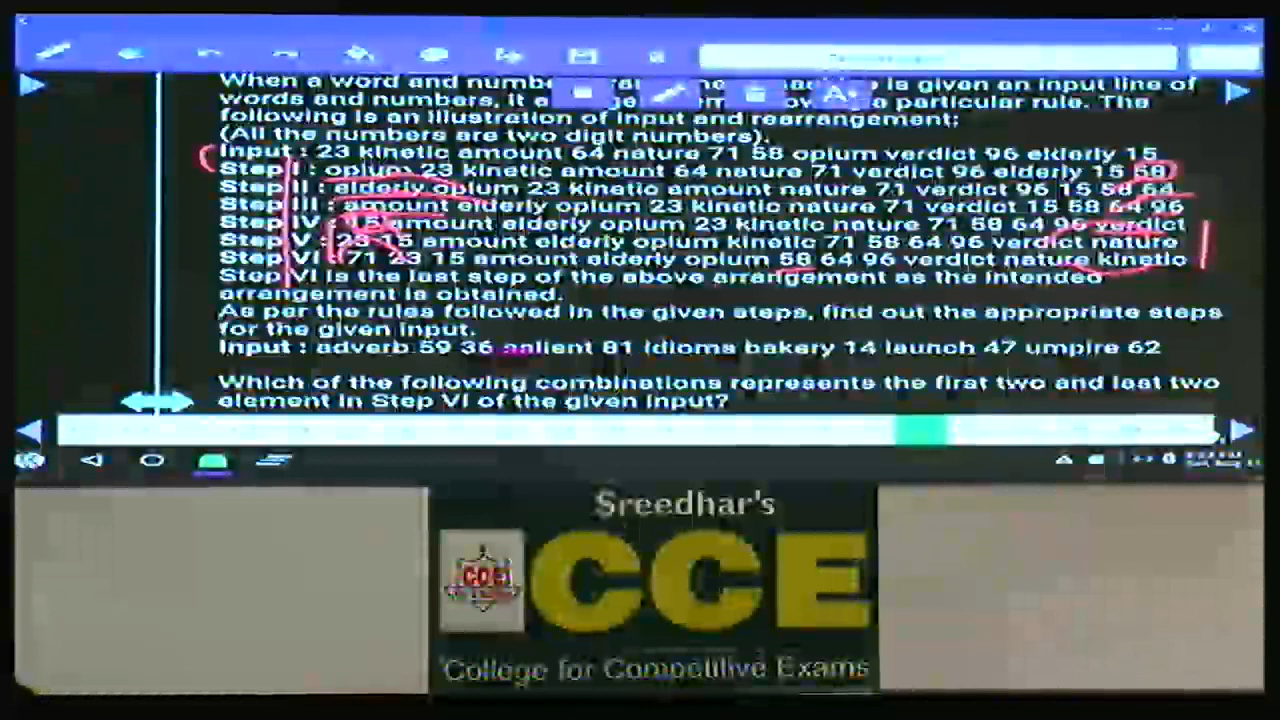 When a word and number is given an input line of
words and numbers, it particular rule. The
following is an illustration of input and rearrangement:
(All the numbers are two digit numbers).
Input : 23 kinetic amount 64 nature 71 58 opium verdict 96 elderly 15
Step I : opium 23 kinetic amount 64 nature 71 verdict 96 elderly 15 58
Step II : elderly opium 23 kinetic amount nature 71 verdict 96 15 58 64
Step III : amount elderly opium 23 kinetic nature 71 verdict 15 58 64 96
Step IV : 15 amount elderly opium 23 kinetic nature 71 58 64 96 verdict
Step V : 23 15 amount elderly opium kinetic 71 58 64 96 verdict nature
Step VI : 71 23 15 amount elderly opium 58 64 96 verdict nature kinetic
Step VI is the last step of the above arrangement as the intended
arrangement is obtained.
As per the rules followed in the given steps, find out the appropriate steps
for the given input.
Input : adverb 59 36 salient 81 idioms bakery 14 launch 47 umpire 62
Which of the following combinations represents the first two and last two
element in Step VI of the given input?
Sreedhar's
CCE
CCE
College for Competitive Exams